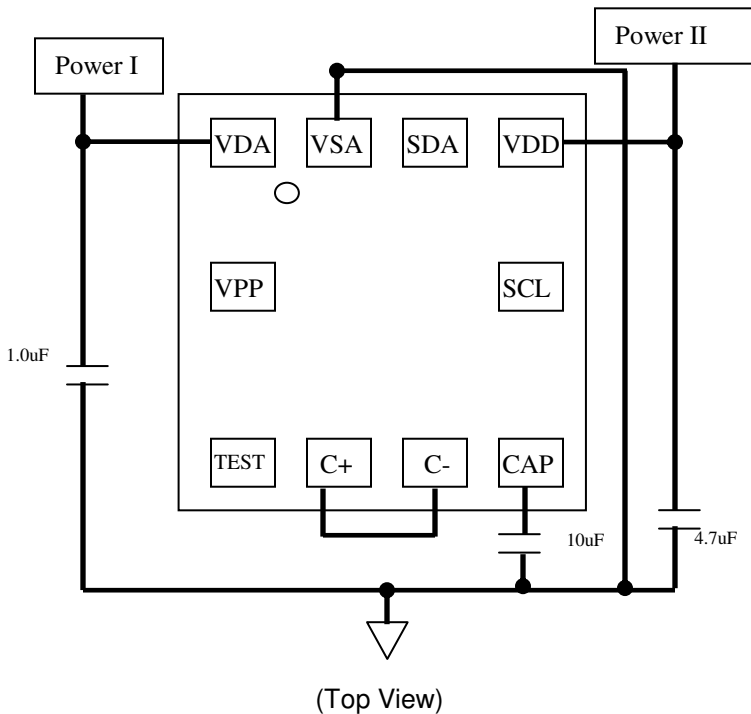 Power I
Power II
VDA
VSA
SDA
VDD
VPP
SCL
1.0uF
TEST
C+
C-
CAP
10uF
4.7uF
(Top View)